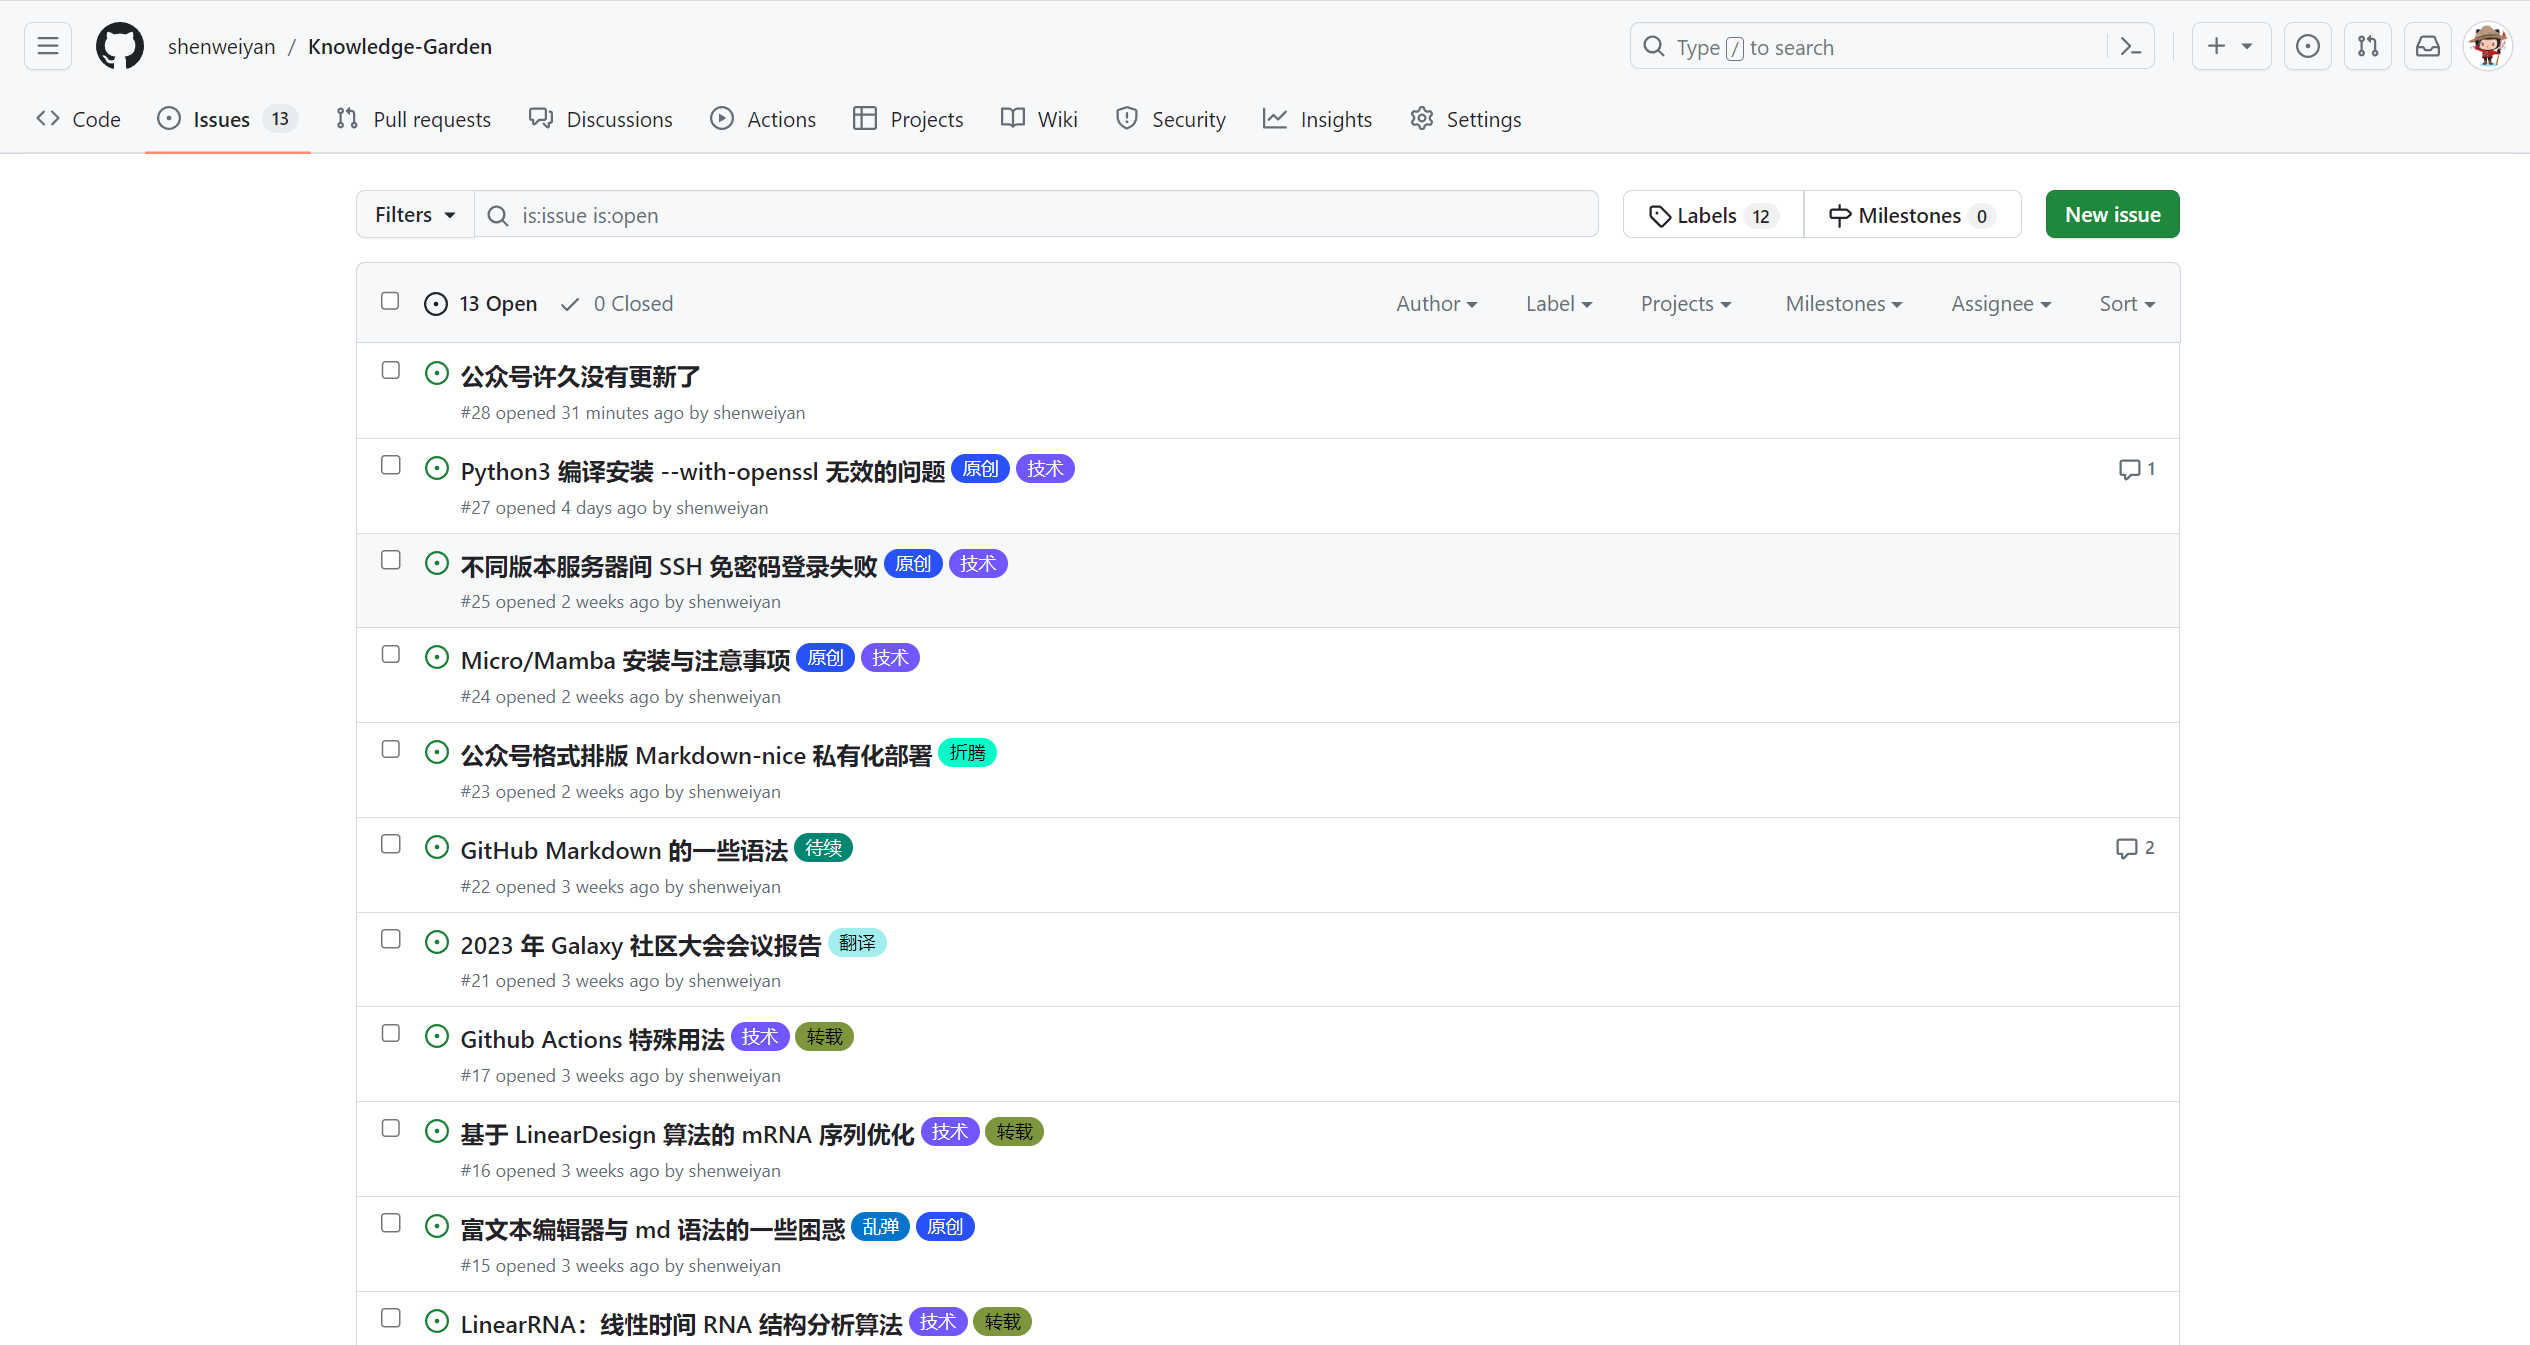 shenweiyan / Knowledge-Garden
Type / to search
Code Issues 13 Pull requests Discussions Actions Projects Wiki Security Insights Settings
Filters is:issue is:open Labels 12 Milestones 0 New issue
13 Open 0 Closed Author Label Projects Milestones Assignee Sort
公众号许久没有更新了
#28 opened 31 minutes ago by shenweiyan
Python3 编译安装 --with-openssl 无效的问题 原创 技术 1
#27 opened 4 days ago by shenweiyan
不同版本服务器间 SSH 免密码登录失败 原创 技术
#25 opened 2 weeks ago by shenweiyan
Micro/Mamba 安装与注意事项 原创 技术
#24 opened 2 weeks ago by shenweiyan
公众号格式排版 Markdown-nice 私有化部署 折腾
#23 opened 2 weeks ago by shenweiyan
GitHub Markdown 的一些语法 待续 2
#22 opened 3 weeks ago by shenweiyan
2023 年 Galaxy 社区大会会议报告 翻译
#21 opened 3 weeks ago by shenweiyan
Github Actions 特殊用法 技术 转载
#17 opened 3 weeks ago by shenweiyan
基于 LinearDesign 算法的 mRNA 序列优化 技术 转载
#16 opened 3 weeks ago by shenweiyan
富文本编辑器与 md 语法的一些困惑 乱弹 原创
#15 opened 3 weeks ago by shenweiyan
LinearRNA：线性时间 RNA 结构分析算法 技术 转载